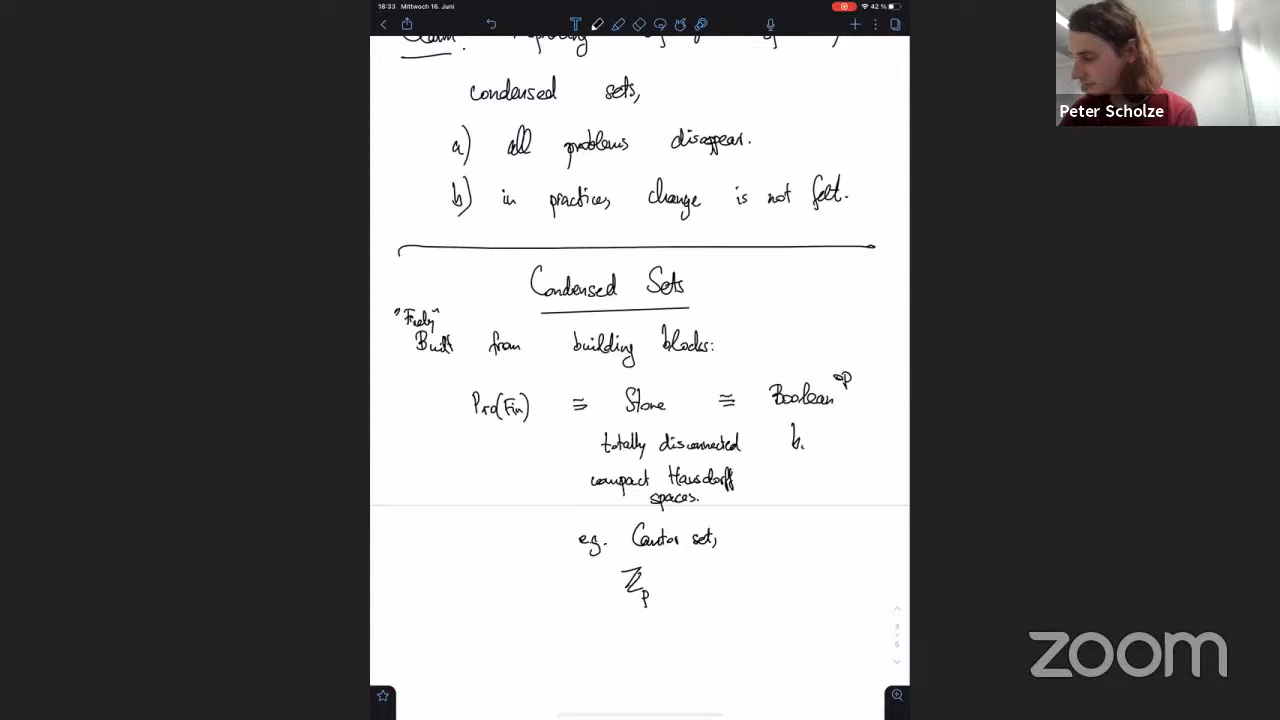 18:33 Mittwoch 16. Juni
42 %
Claim:
condensed sets,
a) all problems disappear.
b) in practices change is not felt.
Condensed Sets
"Freely"
Built from building blocks:
Pro(Fin) ≅ Stone ≅ Boolean^op
totally disconnected b.
compact Hausdorff
spaces.
e.g. Cantor set,
ℤ_p
Peter Scholze
zoom